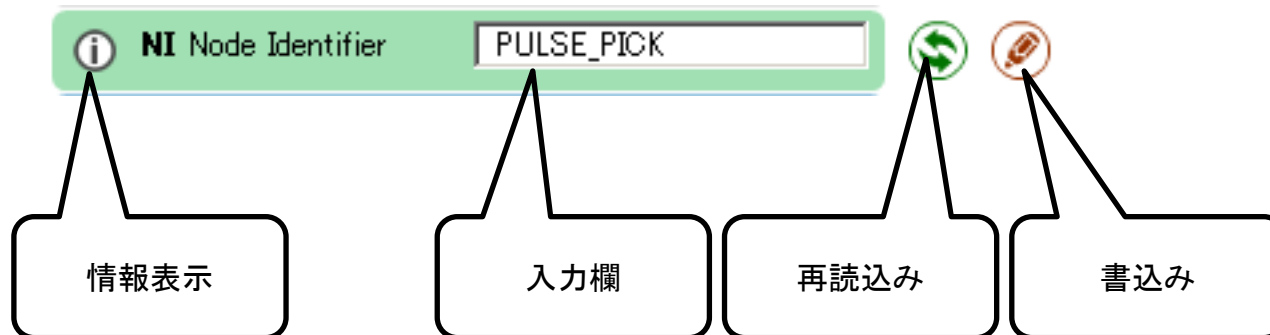 NI Node Identifier PULSE_PICK
情報表示 入力欄 再読込み 書込み